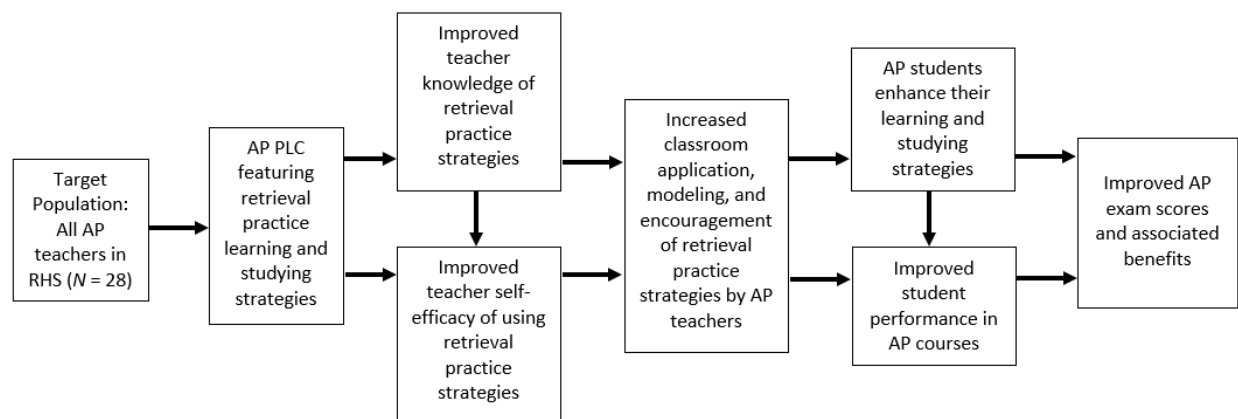 Target
Population:
All AP
teachers in
RHS (N = 28)
AP PLC
featuring
retrieval
practice
learning and
studying
strategies
Improved
teacher
knowledge of
retrieval
practice
strategies
Improved
teacher self-
efficacy of using
retrieval
practice
strategies
Increased
classroom
application,
modeling, and
encouragement
of retrieval
practice
strategies by AP
teachers
AP students
enhance their
learning and
studying
strategies
Improved
student
performance in
AP courses
Improved AP
exam scores
and associated
benefits